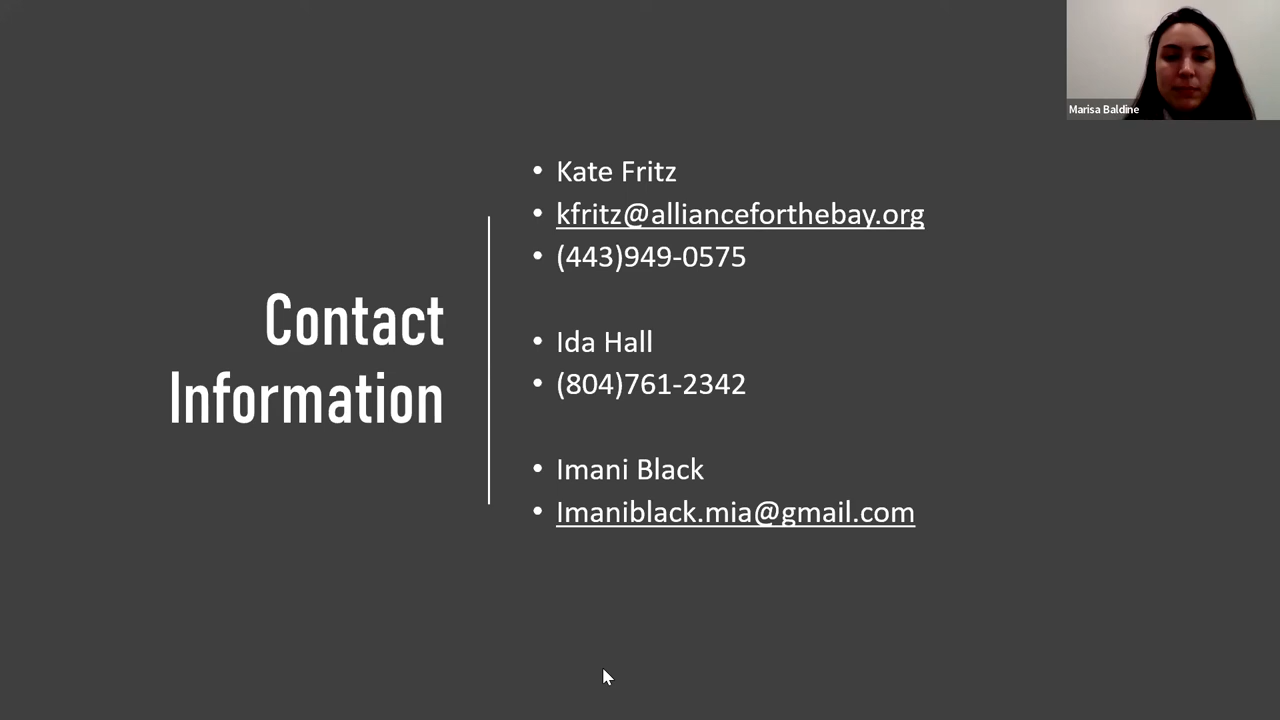 Marisa Baldine
Contact
Information
• Kate Fritz
• kfritz@allianceforthebay.org
• (443)949-0575
• Ida Hall
• (804)761-2342
• Imani Black
• Imaniblack.mia@gmail.com